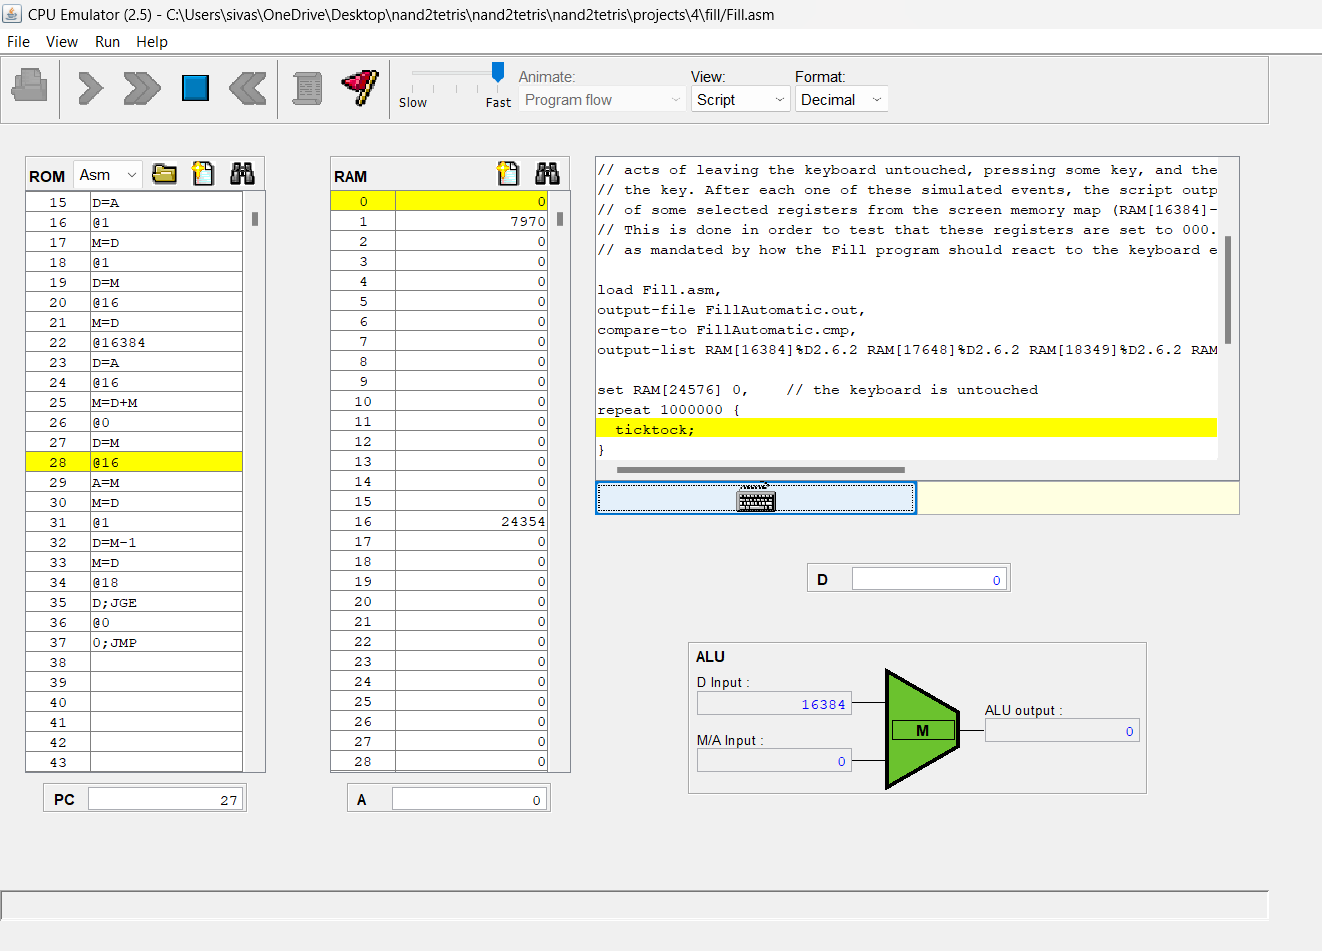 CPU Emulator (2.5) - C:\Users\sivas\OneDrive\Desktop\nand2tetris\nand2tetris\nand2tetris\projects\4\fill/Fill.asm
File View Run Help
Slow Fast
Animate:
Program flow
View:
Script
Format:
Decimal
ROM Asm
15 D=A
16 @1
17 M=D
18 @1
19 D=M
20 @16
21 M=D
22 @16384
23 D=A
24 @16
25 M=D+M
26 @0
27 D=M
28 @16
29 A=M
30 M=D
31 @1
32 D=M-1
33 M=D
34 @18
35 D;JGE
36 @0
37 0;JMP
38
39
40
41
42
43
PC 27
RAM
0 0
1 7970
2 0
3 0
4 0
5 0
6 0
7 0
8 0
9 0
10 0
11 0
12 0
13 0
14 0
15 0
16 24354
17 0
18 0
19 0
20 0
21 0
22 0
23 0
24 0
25 0
26 0
27 0
28 0
A 0
// acts of leaving the keyboard untouched, pressing some key, and the
// the key. After each one of these simulated events, the script outp
// of some selected registers from the screen memory map (RAM[16384]-
// This is done in order to test that these registers are set to 000.
// as mandated by how the Fill program should react to the keyboard e
load Fill.asm,
output-file FillAutomatic.out,
compare-to FillAutomatic.cmp,
output-list RAM[16384]%D2.6.2 RAM[17648]%D2.6.2 RAM[18349]%D2.6.2 RAM
set RAM[24576] 0, // the keyboard is untouched
repeat 1000000 {
ticktock;
}
D 0
ALU
D Input :
16384
M/A Input :
0
M
ALU output :
0